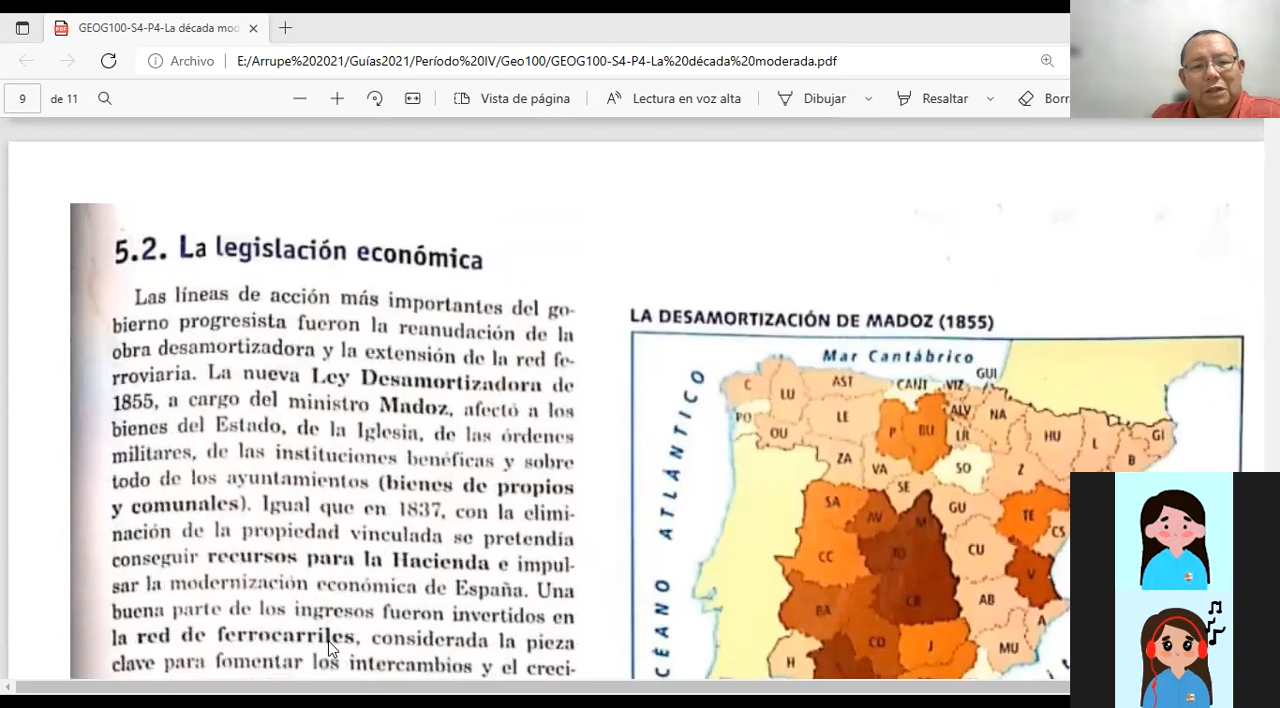 GEOG100-S4-P4-La década mod
Archivo
E:/Arrupe%202021/Guías2021/Período%20IV/Geo100/GEOG100-S4-P4-La%20década%20moderada.pdf
9
de 11
Vista de página
Lectura en voz alta
Dibujar
Resaltar
Borr
5.2. La legislación económica
Las líneas de acción más importantes del go-
bierno progresista fueron la reanudación de la
obra desamortizadora y la extensión de la red fe-
rroviaria. La nueva Ley Desamortizadora de
1855, a cargo del ministro Madoz, afectó a los
bienes del Estado, de la Iglesia, de las órdenes
militares, de las instituciones benéficas y sobre
todo de los ayuntamientos (bienes de propios
y comunales). Igual que en 1837, con la elimi-
nación de la propiedad vinculada se pretendía
conseguir recursos para la Hacienda e impul-
sar la modernización económica de España. Una
buena parte de los ingresos fueron invertidos en
la red de ferrocarriles, considerada la pieza
clave para fomentar los intercambios y el creci-
LA DESAMORTIZACIÓN DE MADOZ (1855)
Mar Cantábrico
OCÉANO ATLÁNTICO
C
LU
AST
CANT
VIZ
GUI
PO
OU
LE
P
BU
ALV
NA
LR
HU
L
GI
B
ZA
VA
SO
Z
SE
SA
AV
M
GU
TE
CS
CC
TO
CU
V
BA
CR
AB
A
H
CO
J
MU